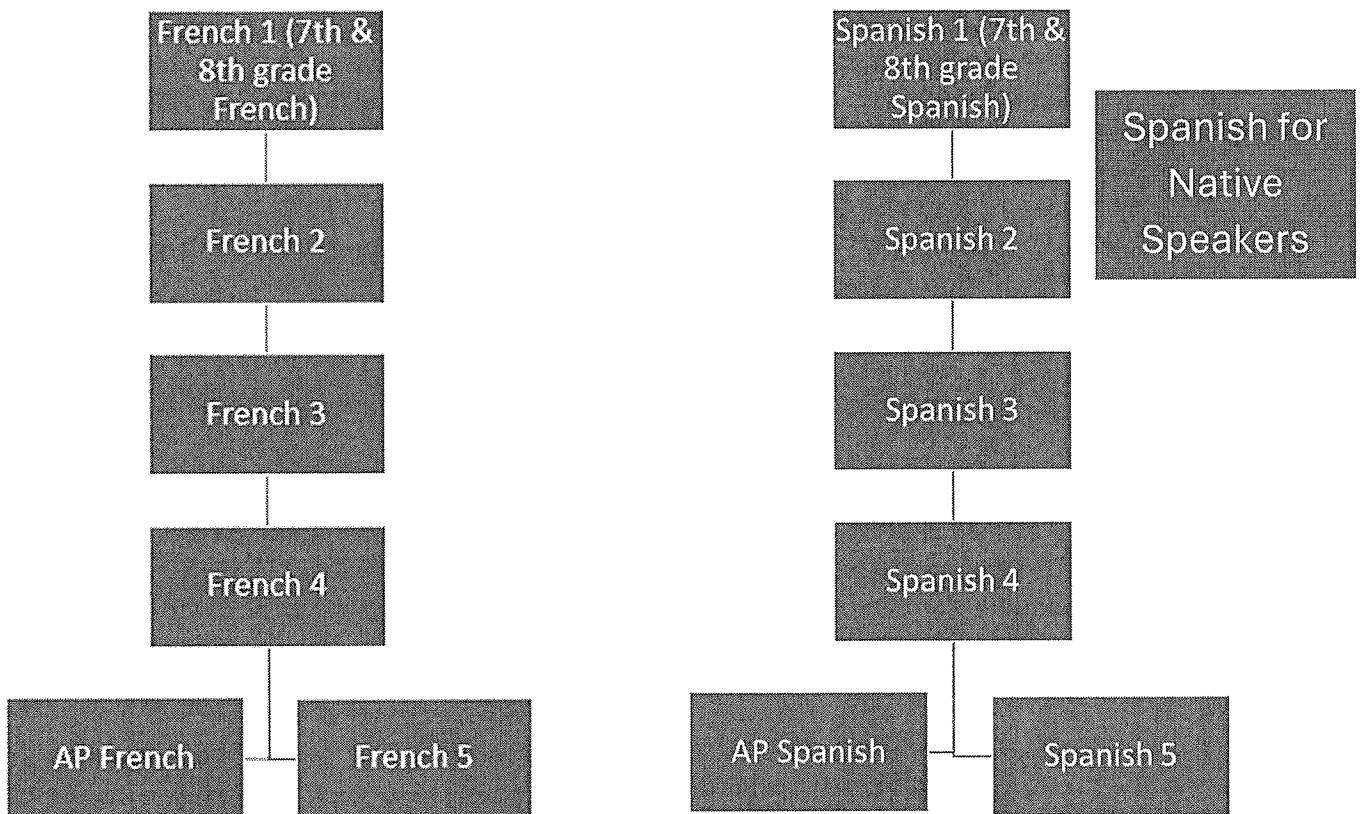 French 1 (7th &
8th grade
French)
French 2
French 3
French 4
AP French
French 5
Spanish 1 (7th &
8th grade
Spanish)
Spanish 2
Spanish 3
Spanish 4
AP Spanish
Spanish 5
Spanish for
Native
Speakers